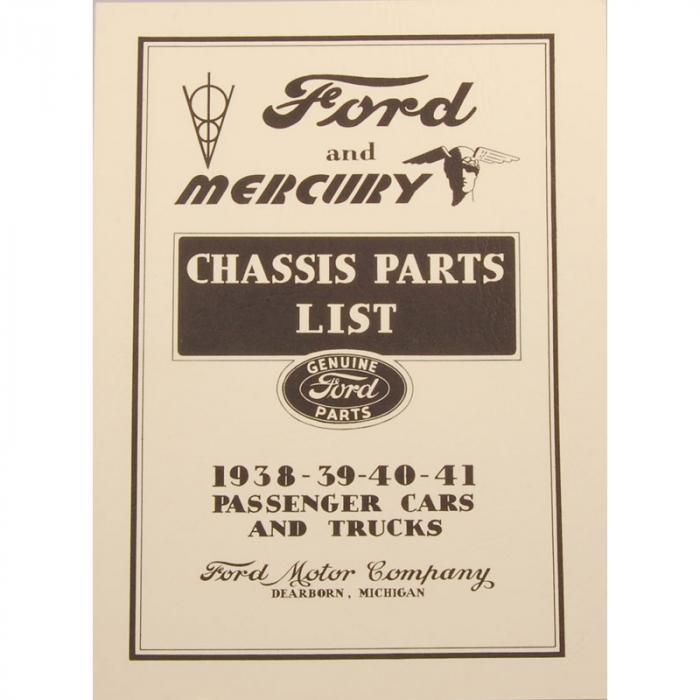 V8
Ford
and
MERCURY
CHASSIS PARTS
LIST
GENUINE
Ford
PARTS
1938-39-40-41
PASSENGER CARS
AND TRUCKS
Ford Motor Company
DEARBORN, MICHIGAN